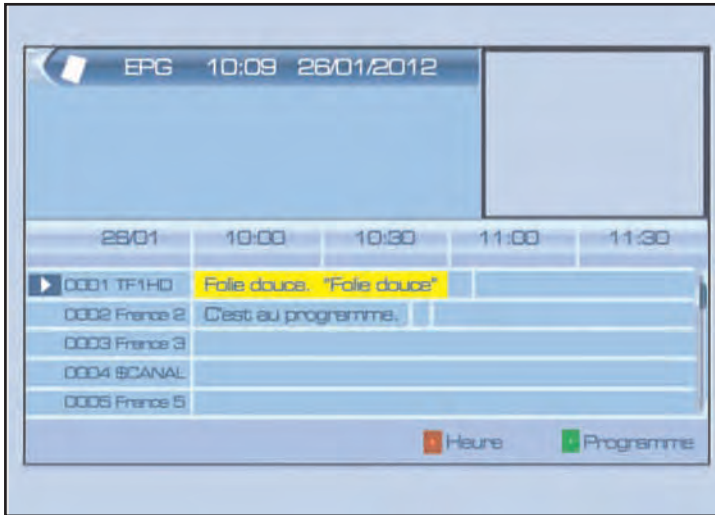 EPG 10:09 26/01/2012
26/01 10:00 10:30 11:00 11:30
0001 TF1HD Folie douce. "Folie douce"
0002 France 2 C'est au programme.
0003 France 3
0004 $CANAL
0005 France 5
Heure Programme